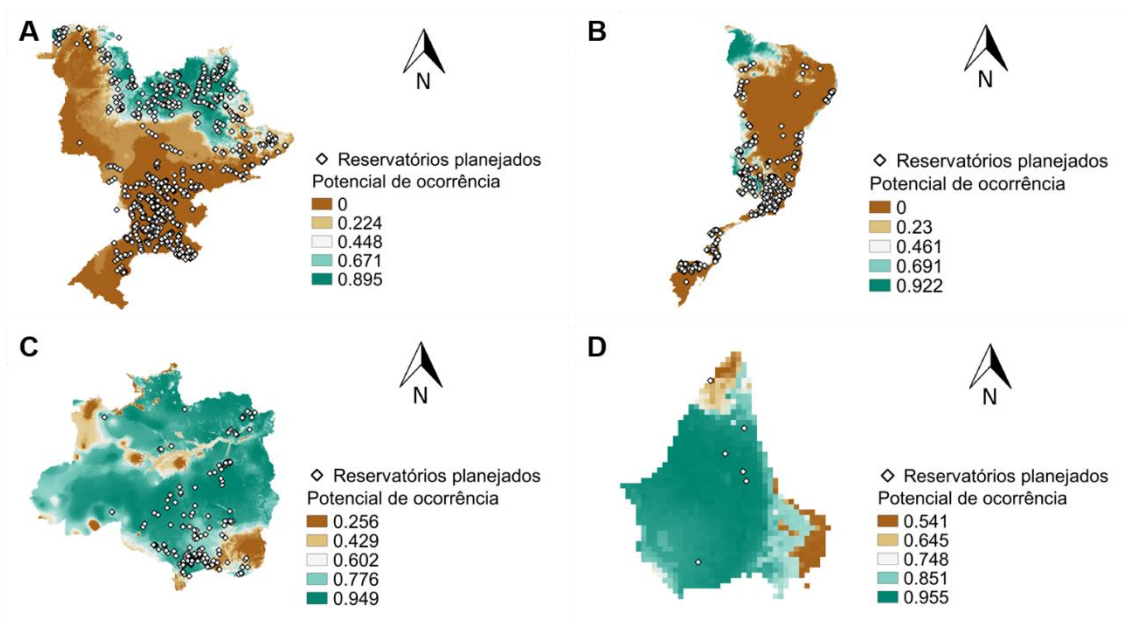 A
N
Reservatórios planejados
Potencial de ocorrência
0
0.224
0.448
0.671
0.895
B
N
Reservatórios planejados
Potencial de ocorrência
0
0.23
0.461
0.691
0.922
C
N
Reservatórios planejados
Potencial de ocorrência
0.256
0.429
0.602
0.776
0.949
D
N
Reservatórios planejados
Potencial de ocorrência
0.541
0.645
0.748
0.851
0.955